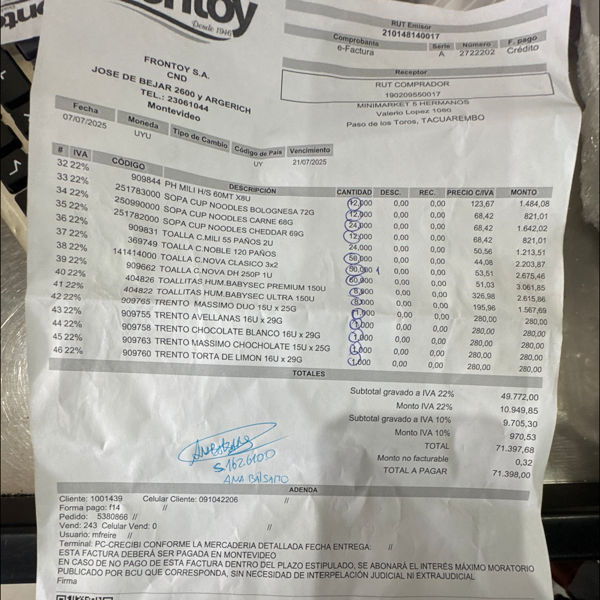 ntoy
Desde 1946
FRONTOY S.A.
CND
JOSE DE BEJAR 2600 y ARGERICH
TEL.: 23061044
Montevideo
RUT Emisor
210148140017
Comprobante Serie Número F. pago
e-Factura A 2722202 Crédito
Receptor
RUT COMPRADOR
190209550017
MINIMARKET 5 HERMANOS
Valerio Lopez 1060
Paso de los Toros, TACUAREMBO
Fecha Moneda Tipo de Cambio Código de País Vencimiento
07/07/2025 UYU UY 21/07/2025
# IVA CÓDIGO DESCRIPCIÓN CANTIDAD DESC. REC. PRECIO C/IVA MONTO
32 22% 909844 PH MILI H/S 60MT X8U 12,000 0,00 0,00 123,67 1.484,08
33 22% 251783000 SOPA CUP NOODLES BOLOGNESA 72G 12,000 0,00 0,00 68,42 821,01
34 22% 250990000 SOPA CUP NOODLES CARNE 68G 24,000 0,00 0,00 68,42 1.642,02
35 22% 251782000 SOPA CUP NOODLES CHEDDAR 69G 12,000 0,00 0,00 68,42 821,01
36 22% 909831 TOALLA C.MILI 55 PAÑOS 2U 24,000 0,00 0,00 50,56 1.213,51
37 22% 369749 TOALLA C.NOBLE 120 PAÑOS 50,000 0,00 0,00 44,08 2.203,87
38 22% 141414000 TOALLA C.NOVA CLASICO 3x2 50,000 0,00 0,00 53,51 2.675,46
39 22% 909662 TOALLA C.NOVA DH 250P 1U 60,000 0,00 0,00 51,03 3.061,85
40 22% 404826 TOALLITAS HUM.BABYSEC PREMIUM 150U 8,000 0,00 0,00 326,98 2.615,86
41 22% 404822 TOALLITAS HUM.BABYSEC ULTRA 150U 8,000 0,00 0,00 195,96 1.567,65
42 22% 909765 TRENTO MASSIMO DUO 15U x 25G 1,000 0,00 0,00 280,00 280,00
43 22% 909755 TRENTO AVELLANAS 16U x 29G 1,000 0,00 0,00 280,00 280,00
44 22% 909758 TRENTO CHOCOLATE BLANCO 16U x 29G 1,000 0,00 0,00 280,00 280,00
45 22% 909763 TRENTO MASSIMO CHOCHOLATE 15U x 25G 1,000 0,00 0,00 280,00 280,00
46 22% 909760 TRENTO TORTA DE LIMON 16U x 29G 1,000 0,00 0,00 280,00 280,00
TOTALES
Subtotal gravado a IVA 22% 49.772,00
Monto IVA 22% 10.949,85
Subtotal gravado a IVA 10% 9.705,30
Monto IVA 10% 970,53
TOTAL 71.397,68
Monto no facturable 0,32
TOTAL A PAGAR 71.398,00
ANA BALSAMO
ADENDA
Cliente: 1001439 Celular Cliente: 091042206 //
Forma pago: f14 //
Pedido: 5380866 //
Vend: 243 Celular Vend: 0 //
Usuario: mfreire //
Terminal: PC-CRECIBI CONFORME LA MERCADERIA DETALLADA FECHA ENTREGA: //
ESTA FACTURA DEBERÁ SER PAGADA EN MONTEVIDEO
EN CASO DE NO PAGO DE ESTA FACTURA DENTRO DEL PLAZO ESTIPULADO, SE ABONARÁ EL INTERÉS MÁXIMO MORATORIO
PUBLICADO POR BCU QUE CORRESPONDA, SIN NECESIDAD DE INTERPELACIÓN JUDICIAL NI EXTRAJUDICIAL
Firma